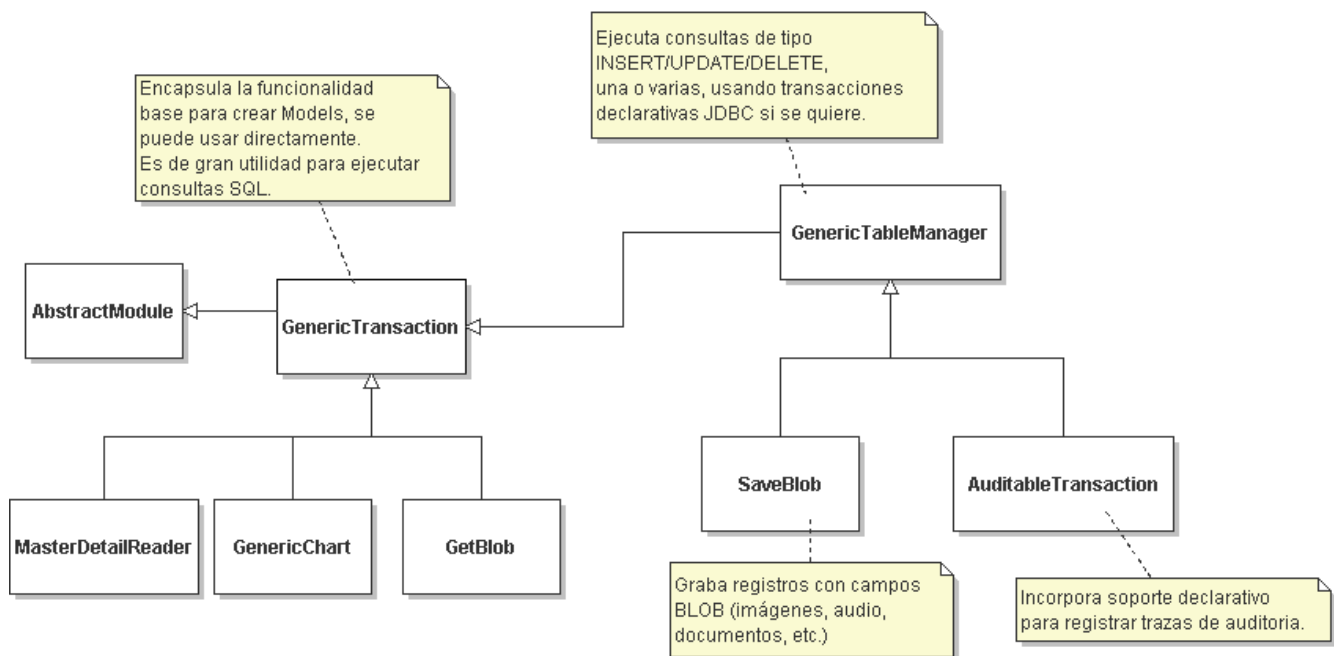 Ejecuta consultas de tipo
INSERT/UPDATE/DELETE,
una o varias, usando transacciones
declarativas JDBC si se quiere.
Encapsula la funcionalidad
base para crear Models, se
puede usar directamente.
Es de gran utilidad para ejecutar
consultas SQL.
GenericTableManager
AbstractModule
GenericTransaction
SaveBlob
AuditableTransaction
MasterDetailReader
GenericChart
GetBlob
Graba registros con campos
BLOB (imágenes, audio,
documentos, etc.)
Incorpora soporte declarativo
para registrar trazas de auditoria.